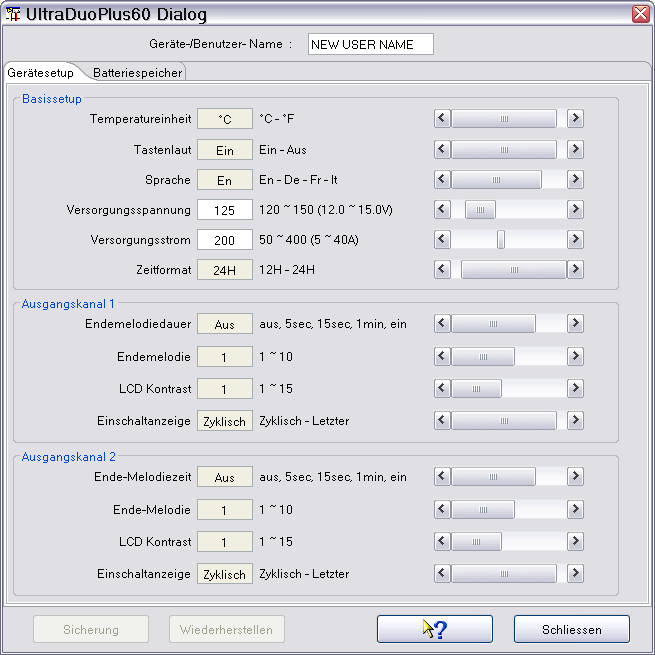 UltraDuoPlus60 Dialog
Geräte-/Benutzer- Name : NEW USER NAME
Gerätesetup Batteriespeicher
Basissetup
Temperatureinheit °C °C - °F
Tastenlaut Ein Ein - Aus
Sprache En En - De - Fr - It
Versorgungsspannung 125 120 ~ 150 (12.0 ~ 15.0V)
Versorgungsstrom 200 50 ~ 400 (5 ~ 40A)
Zeitformat 24H 12H - 24H
Ausgangskanal 1
Endemelodiedauer Aus aus, 5sec, 15sec, 1min, ein
Endemelodie 1 1 ~ 10
LCD Kontrast 1 1 ~ 15
Einschaltanzeige Zyklisch Zyklisch - Letzter
Ausgangskanal 2
Ende-Melodiezeit Aus aus, 5sec, 15sec, 1min, ein
Ende-Melodie 1 1 ~ 10
LCD Kontrast 1 1 ~ 15
Einschaltanzeige Zyklisch Zyklisch - Letzter
Sicherung Wiederherstellen ? Schliessen